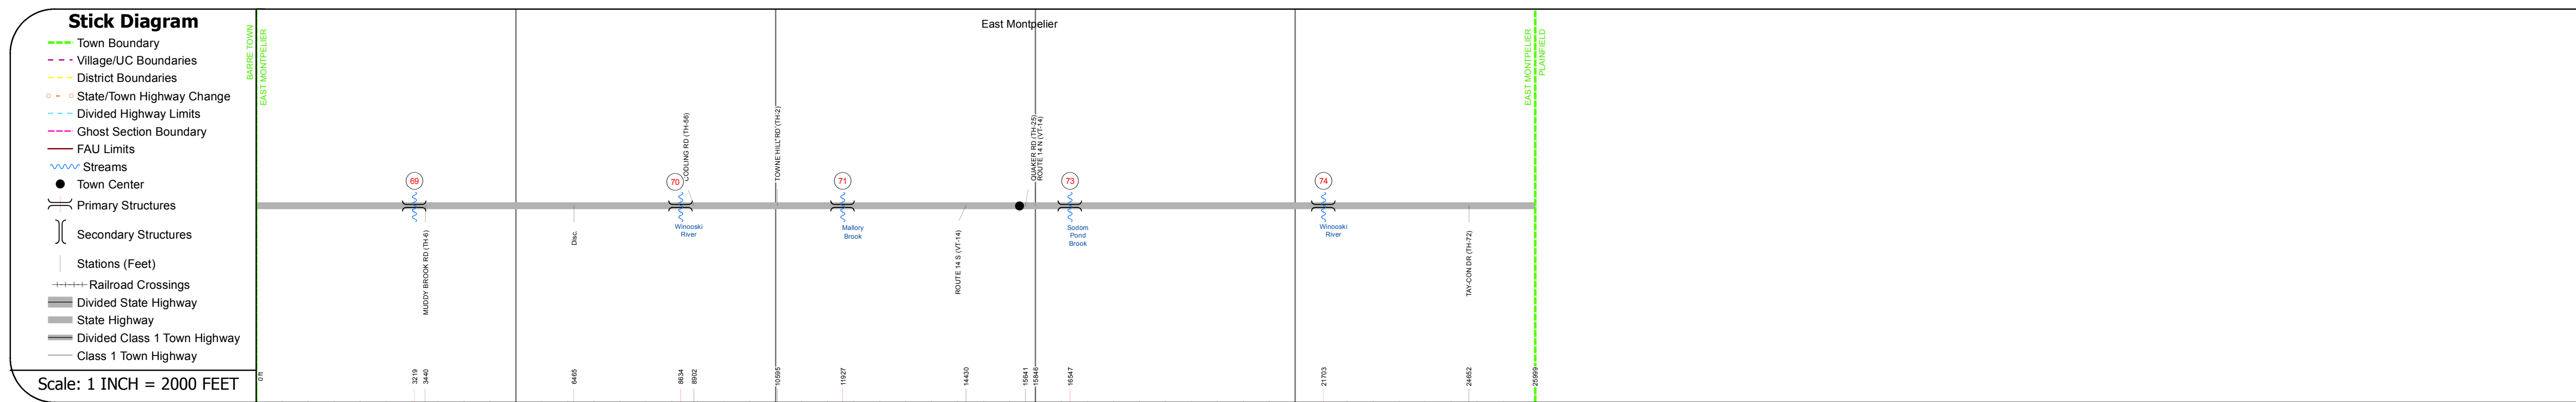 Stick Diagram
Town Boundary
Village/UC Boundaries
District Boundaries
State/Town Highway Change
Divided Highway Limits
Ghost Section Boundary
FAU Limits
Streams
Town Center
Primary Structures
Secondary Structures
Stations (Feet)
Railroad Crossings
Divided State Highway
State Highway
Divided Class 1 Town Highway
Class 1 Town Highway
Scale: 1 INCH = 2000 FEET
East Montpelier
BARRE TOWN
EAST MONTPELIER
EAST MONTPELIER
PLAINFIELD
CODLING RD (TH-56)
TOWNE HILL RD (TH-2)
QUAKER RD (TH-25)
ROUTE 14 N (VT-14)
69
70
71
73
74
Winooski
River
Mallory
Brook
Sodom
Pond
Brook
Winooski
River
MUDDY BROOK RD (TH-6)
Disc.
ROUTE 14 S (VT-14)
TAY-CON DR (TH-72)
0 ft
3219
3440
6465
8634
8902
10595
11927
14430
15641
15846
16547
21703
24652
25999